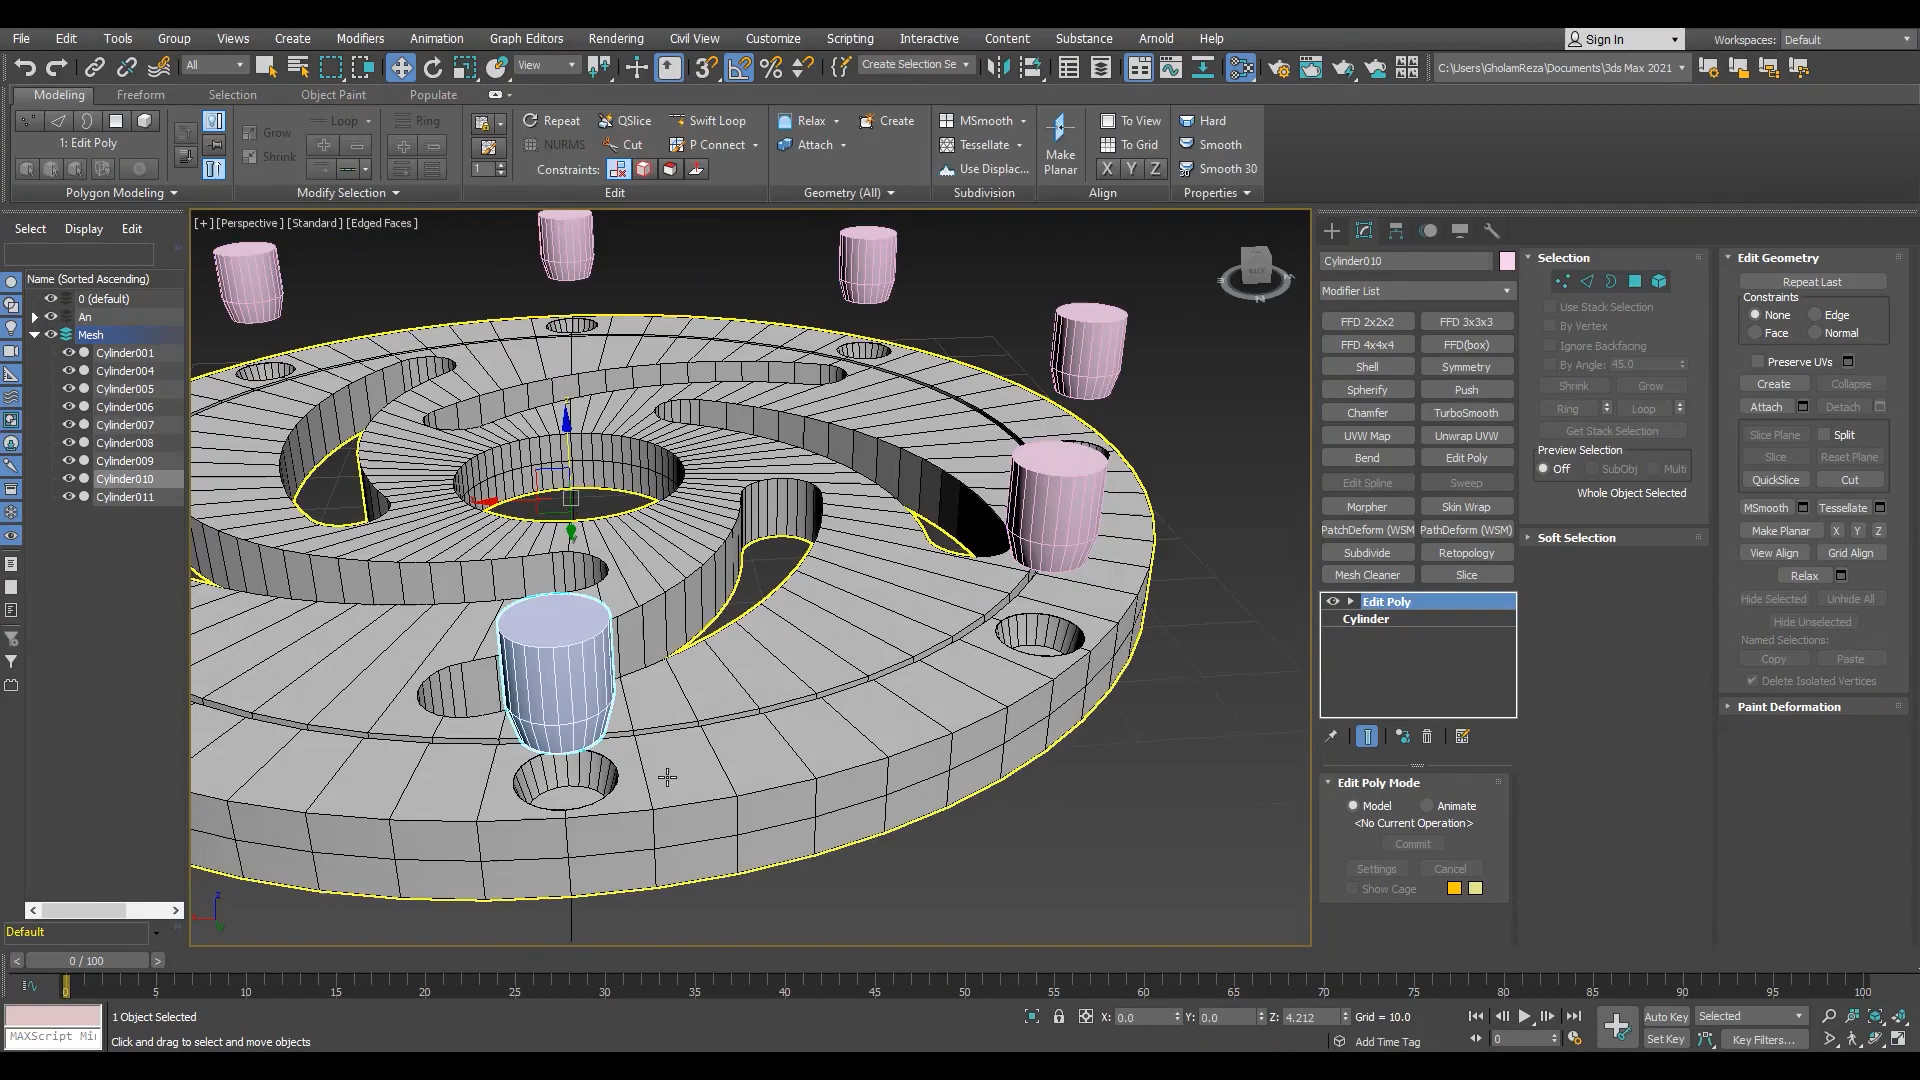 File Edit Tools Group Views Create Modifiers Animation Graph Editors Rendering Civil View Customize Scripting Interactive Content Substance Arnold Help Sign In Workspaces: Default
All View Create Selection Se C:\Users\GholamReza\Documents\3ds Max 2021
Modeling Freeform Selection Object Paint Populate
Loop Ring Repeat QSlice Swift Loop Relax Create MSmooth To View Hard
1: Edit Poly Grow NURMS Cut P Connect Attach Tessellate Make Planar To Grid Smooth
Shrink 1 Constraints: Use Displac... X Y Z Smooth 30
Polygon Modeling Modify Selection Edit Geometry (All) Subdivision Align Properties
Select Display Edit
Name (Sorted Ascending)
0 (default)
An
Mesh
Cylinder001
Cylinder004
Cylinder005
Cylinder006
Cylinder007
Cylinder008
Cylinder009
Cylinder010
Cylinder011
Default
[+] [Perspective] [Standard] [Edged Faces]
BACK
N
z
Cylinder010
Modifier List
FFD 2x2x2 FFD 3x3x3
FFD 4x4x4 FFD(box)
Shell Symmetry
Spherify Push
Chamfer TurboSmooth
UVW Map Unwrap UVW
Bend Edit Poly
Edit Spline Sweep
Morpher Skin Wrap
PatchDeform (WSM PathDeform (WSM)
Subdivide Retopology
Mesh Cleaner Slice
Edit Poly
Cylinder
Edit Poly Mode
Model Animate
<No Current Operation>
Commit
Settings Cancel
Show Cage
Selection
Use Stack Selection
By Vertex
Ignore Backfacing
By Angle: 45.0
Shrink Grow
Ring Loop
Get Stack Selection
Preview Selection
Off SubObj Multi
Whole Object Selected
Soft Selection
Edit Geometry
Repeat Last
Constraints
None Edge
Face Normal
Preserve UVs
Create Collapse
Attach Detach
Slice Plane Split
Slice Reset Plane
QuickSlice Cut
MSmooth Tessellate
Make Planar X Y Z
View Align Grid Align
Relax
Hide Selected Unhide All
Hide Unselected
Named Selections:
Copy Paste
Delete Isolated Vertices
Paint Deformation
< 0 / 100 >
0 5 10 15 20 25 30 35 40 45 50 55 60 65 70 75 80 85 90 95 100
1 Object Selected X: 0.0 Y: 0.0 Z: 4.212 Grid = 10.0 Auto Key Selected
MAXScript Mi Click and drag to select and move objects Add Time Tag 0 Set Key Key Filters...